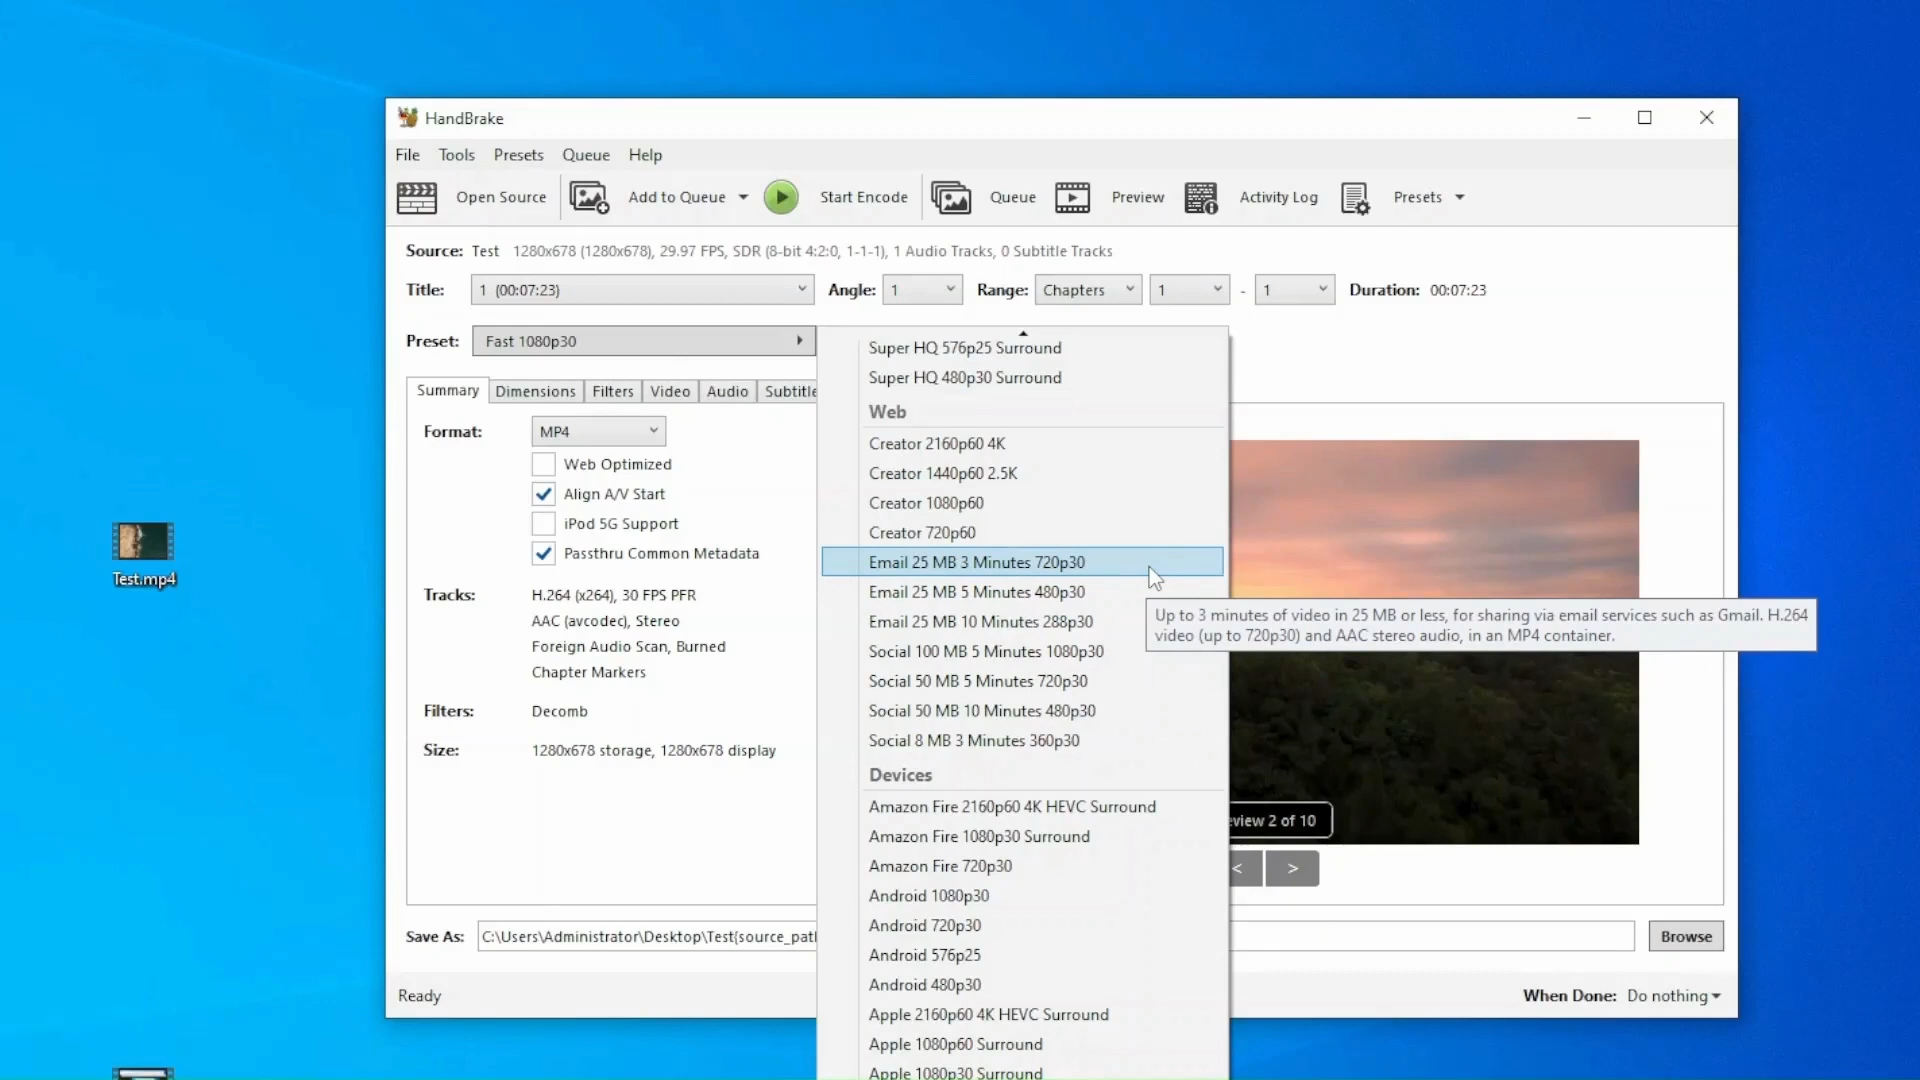 HandBrake
File Tools Presets Queue Help
Open Source Add to Queue Start Encode Queue Preview Activity Log Presets
Source: Test 1280x678 (1280x678), 29.97 FPS, SDR (8-bit 4:2:0, 1-1-1), 1 Audio Tracks, 0 Subtitle Tracks
Title: 1 (00:07:23) Angle: 1 Range: Chapters 1 - 1 Duration: 00:07:23
Preset: Fast 1080p30
Summary Dimensions Filters Video Audio Subtitle
Format: MP4
Web Optimized
Align A/V Start
iPod 5G Support
Passthru Common Metadata
Tracks: H.264 (x264), 30 FPS PFR
AAC (avcodec), Stereo
Foreign Audio Scan, Burned
Chapter Markers
Filters: Decomb
Size: 1280x678 storage, 1280x678 display
Super HQ 576p25 Surround
Super HQ 480p30 Surround
Web
Creator 2160p60 4K
Creator 1440p60 2.5K
Creator 1080p60
Creator 720p60
Email 25 MB 3 Minutes 720p30
Email 25 MB 5 Minutes 480p30
Email 25 MB 10 Minutes 288p30
Social 100 MB 5 Minutes 1080p30
Social 50 MB 5 Minutes 720p30
Social 50 MB 10 Minutes 480p30
Social 8 MB 3 Minutes 360p30
Devices
Amazon Fire 2160p60 4K HEVC Surround
Amazon Fire 1080p30 Surround
Amazon Fire 720p30
Android 1080p30
Android 720p30
Android 576p25
Android 480p30
Apple 2160p60 4K HEVC Surround
Apple 1080p60 Surround
Apple 1080p30 Surround
Up to 3 minutes of video in 25 MB or less, for sharing via email services such as Gmail. H.264
video (up to 720p30) and AAC stereo audio, in an MP4 container.
eview 2 of 10
< >
Save As: C:\Users\Administrator\Desktop\Test{source_path Browse
Ready When Done: Do nothing
Test.mp4